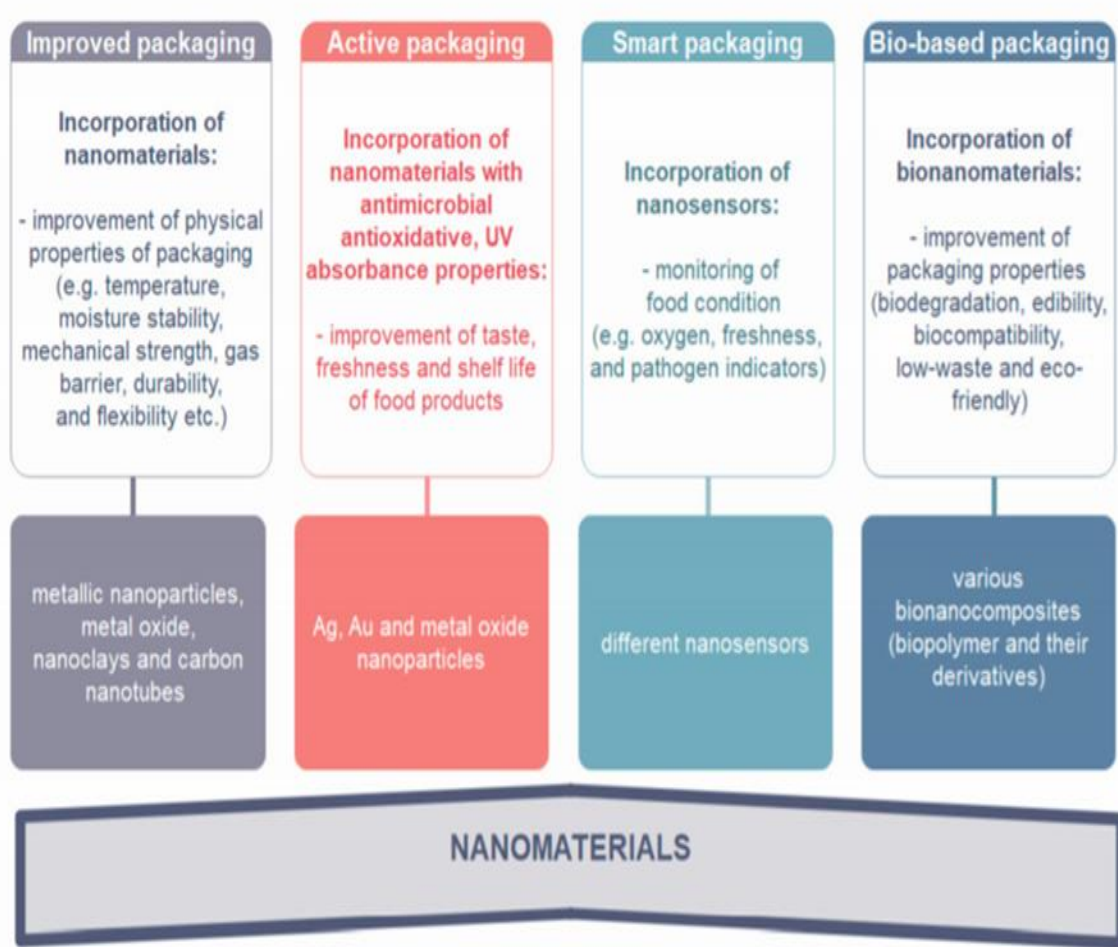 Improved packaging
Incorporation of
nanomaterials:
- improvement of physical
properties of packaging
(e.g. temperature,
moisture stability,
mechanical strength, gas
barrier, durability,
and flexibility etc.)
metallic nanoparticles,
metal oxide,
nanoclays and carbon
nanotubes
Active packaging
Incorporation of
nanomaterials with
antimicrobial
antioxidative, UV
absorbance properties:
- improvement of taste,
freshness and shelf life
of food products
Ag, Au and metal oxide
nanoparticles
Smart packaging
Incorporation of
nanosensors:
- monitoring of
food condition
(e.g. oxygen, freshness,
and pathogen indicators)
different nanosensors
Bio-based packaging
Incorporation of
bionanomaterials:
- improvement of
packaging properties
(biodegradation, edibility,
biocompatibility,
low-waste and eco-
friendly)
various
bionanocomposites
(biopolymer and their
derivatives)
NANOMATERIALS